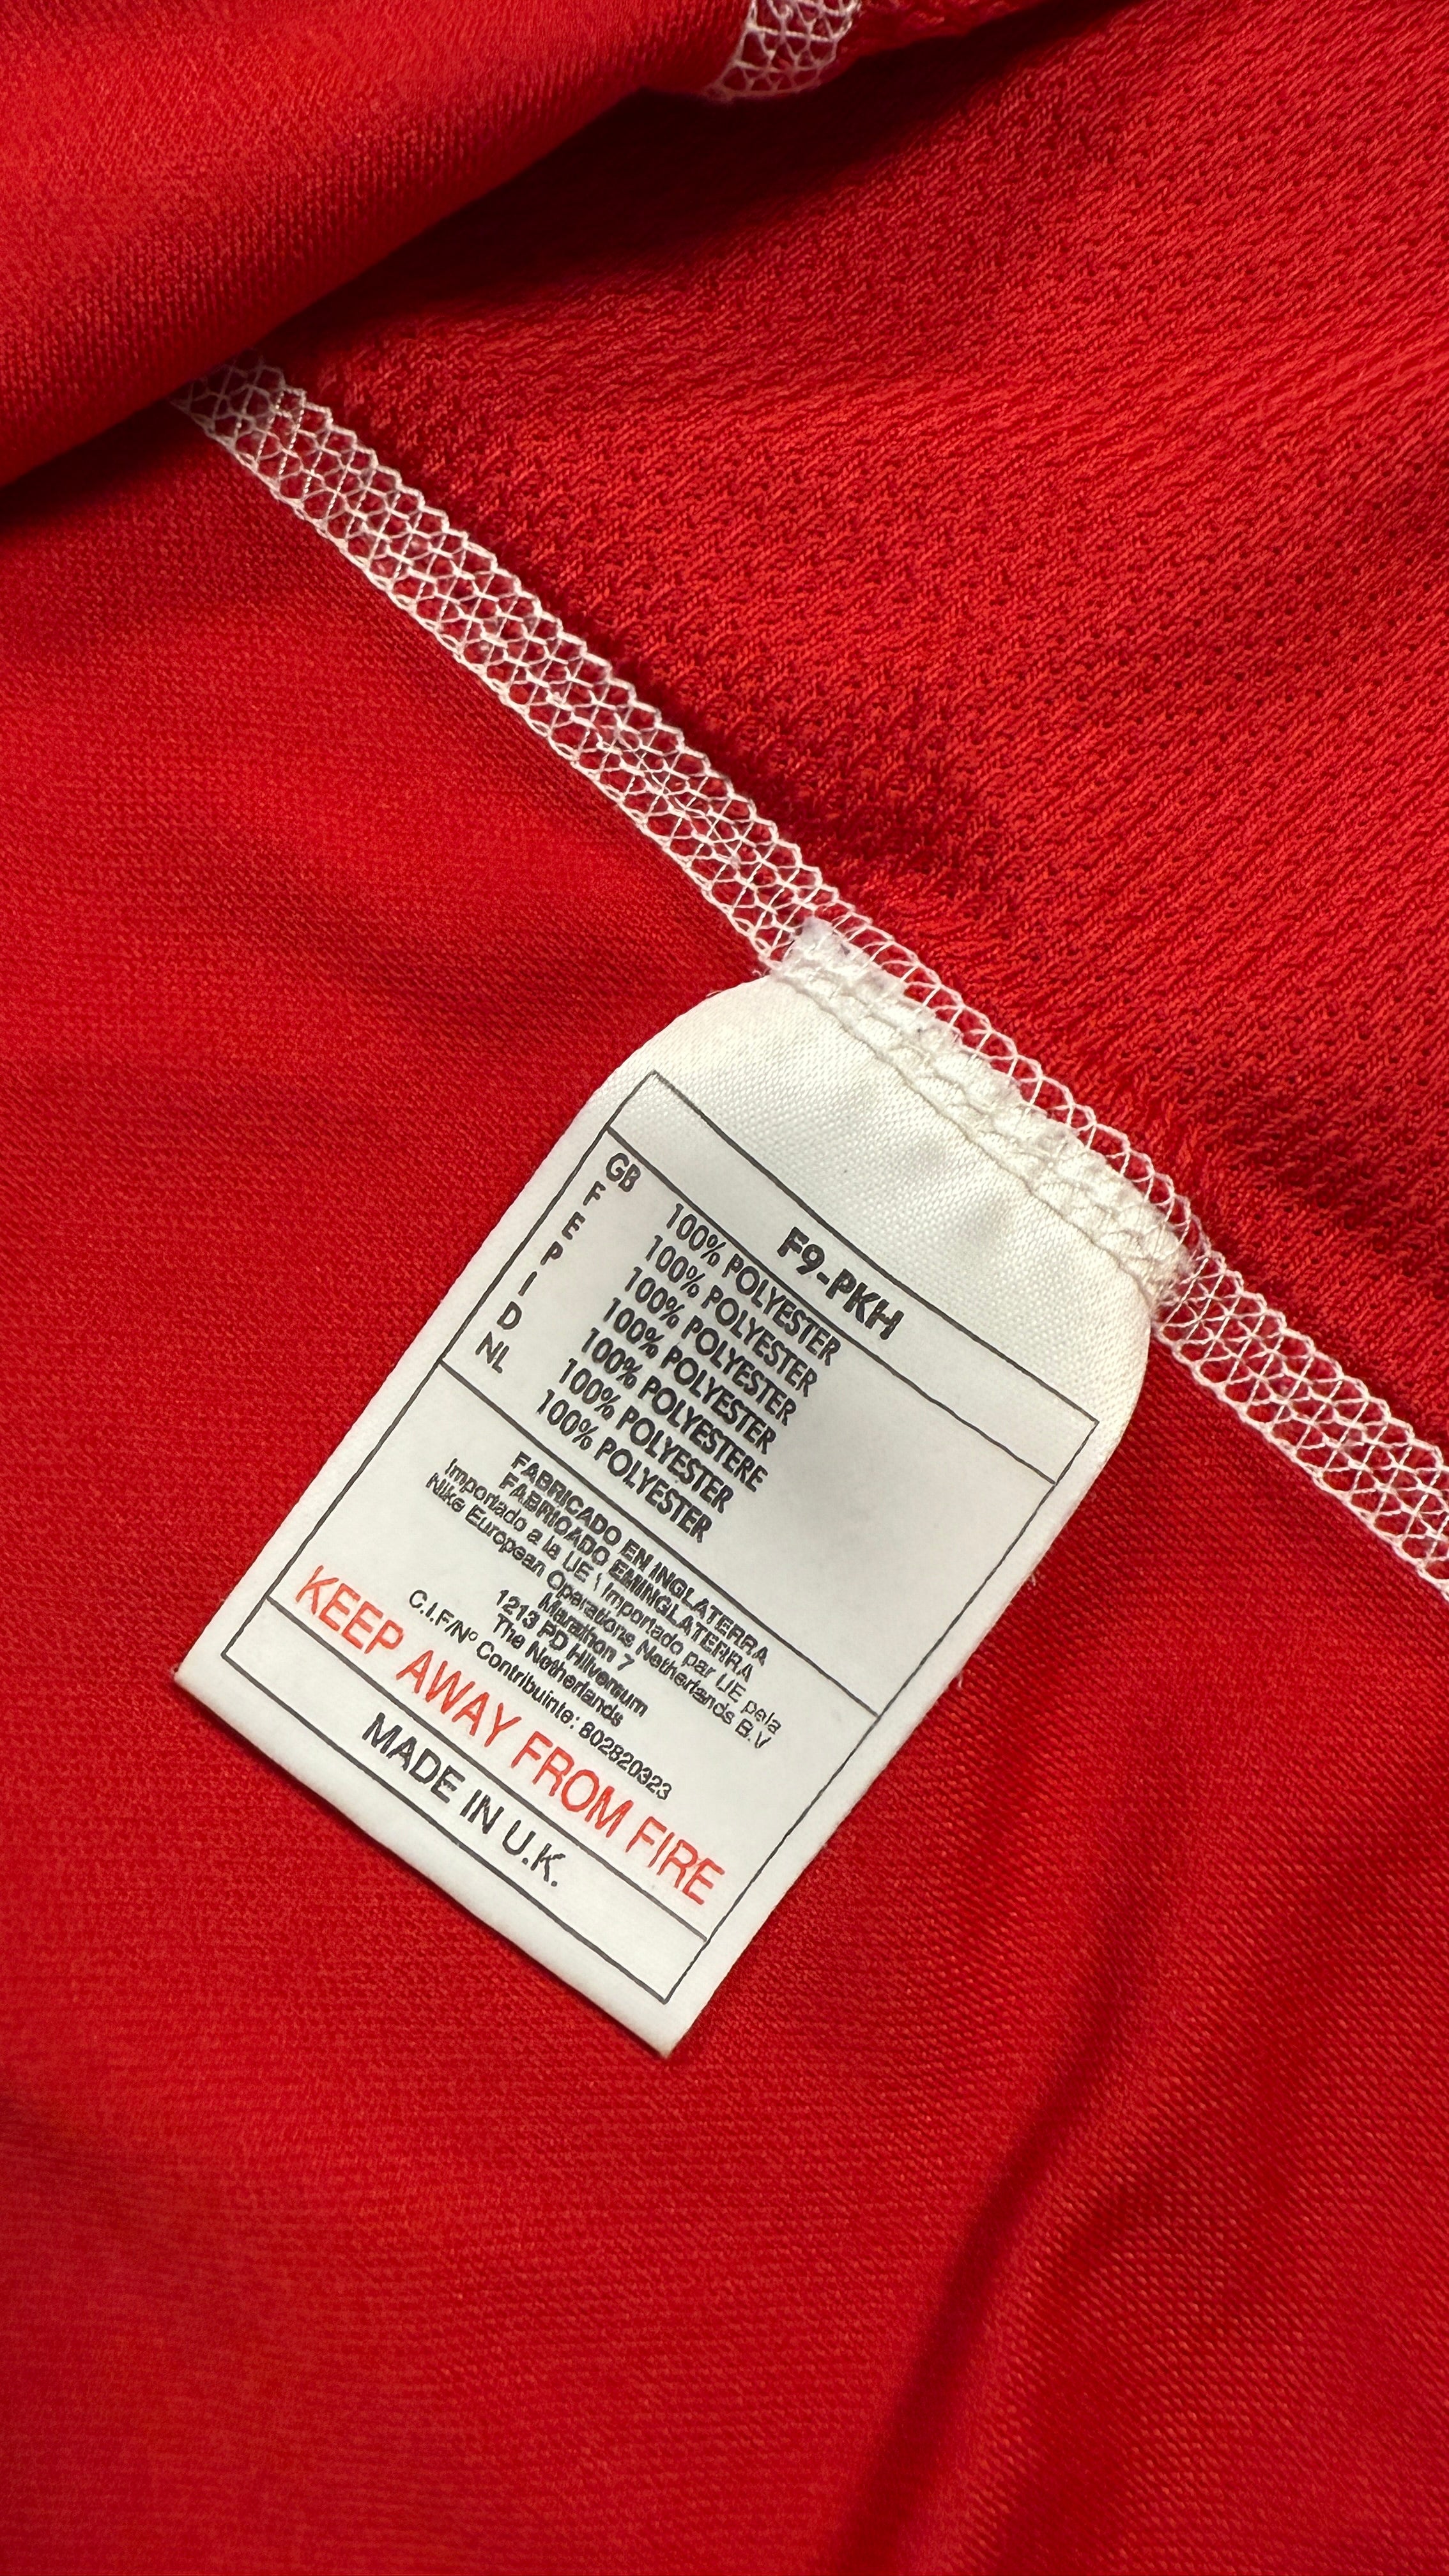 F9-PKH
GB 100% POLYESTER
F 100% POLYESTER
E 100% POLYESTER
P 100% POLYESTER
I 100% POLYESTERE
D 100% POLYESTER
NL 100% POLYESTER
FABRICADO EN INGLATERRA
FABRICADO EMINGLATERRA
Importado a la UE \ Importado par UE pela
Nike European Operations Netherlands B.V
Marathon 7
1213 PD Hilversum
The Netherlands
C.I.F/Nº Contribuinte: 802820323
KEEP AWAY FROM FIRE
MADE IN U.K.